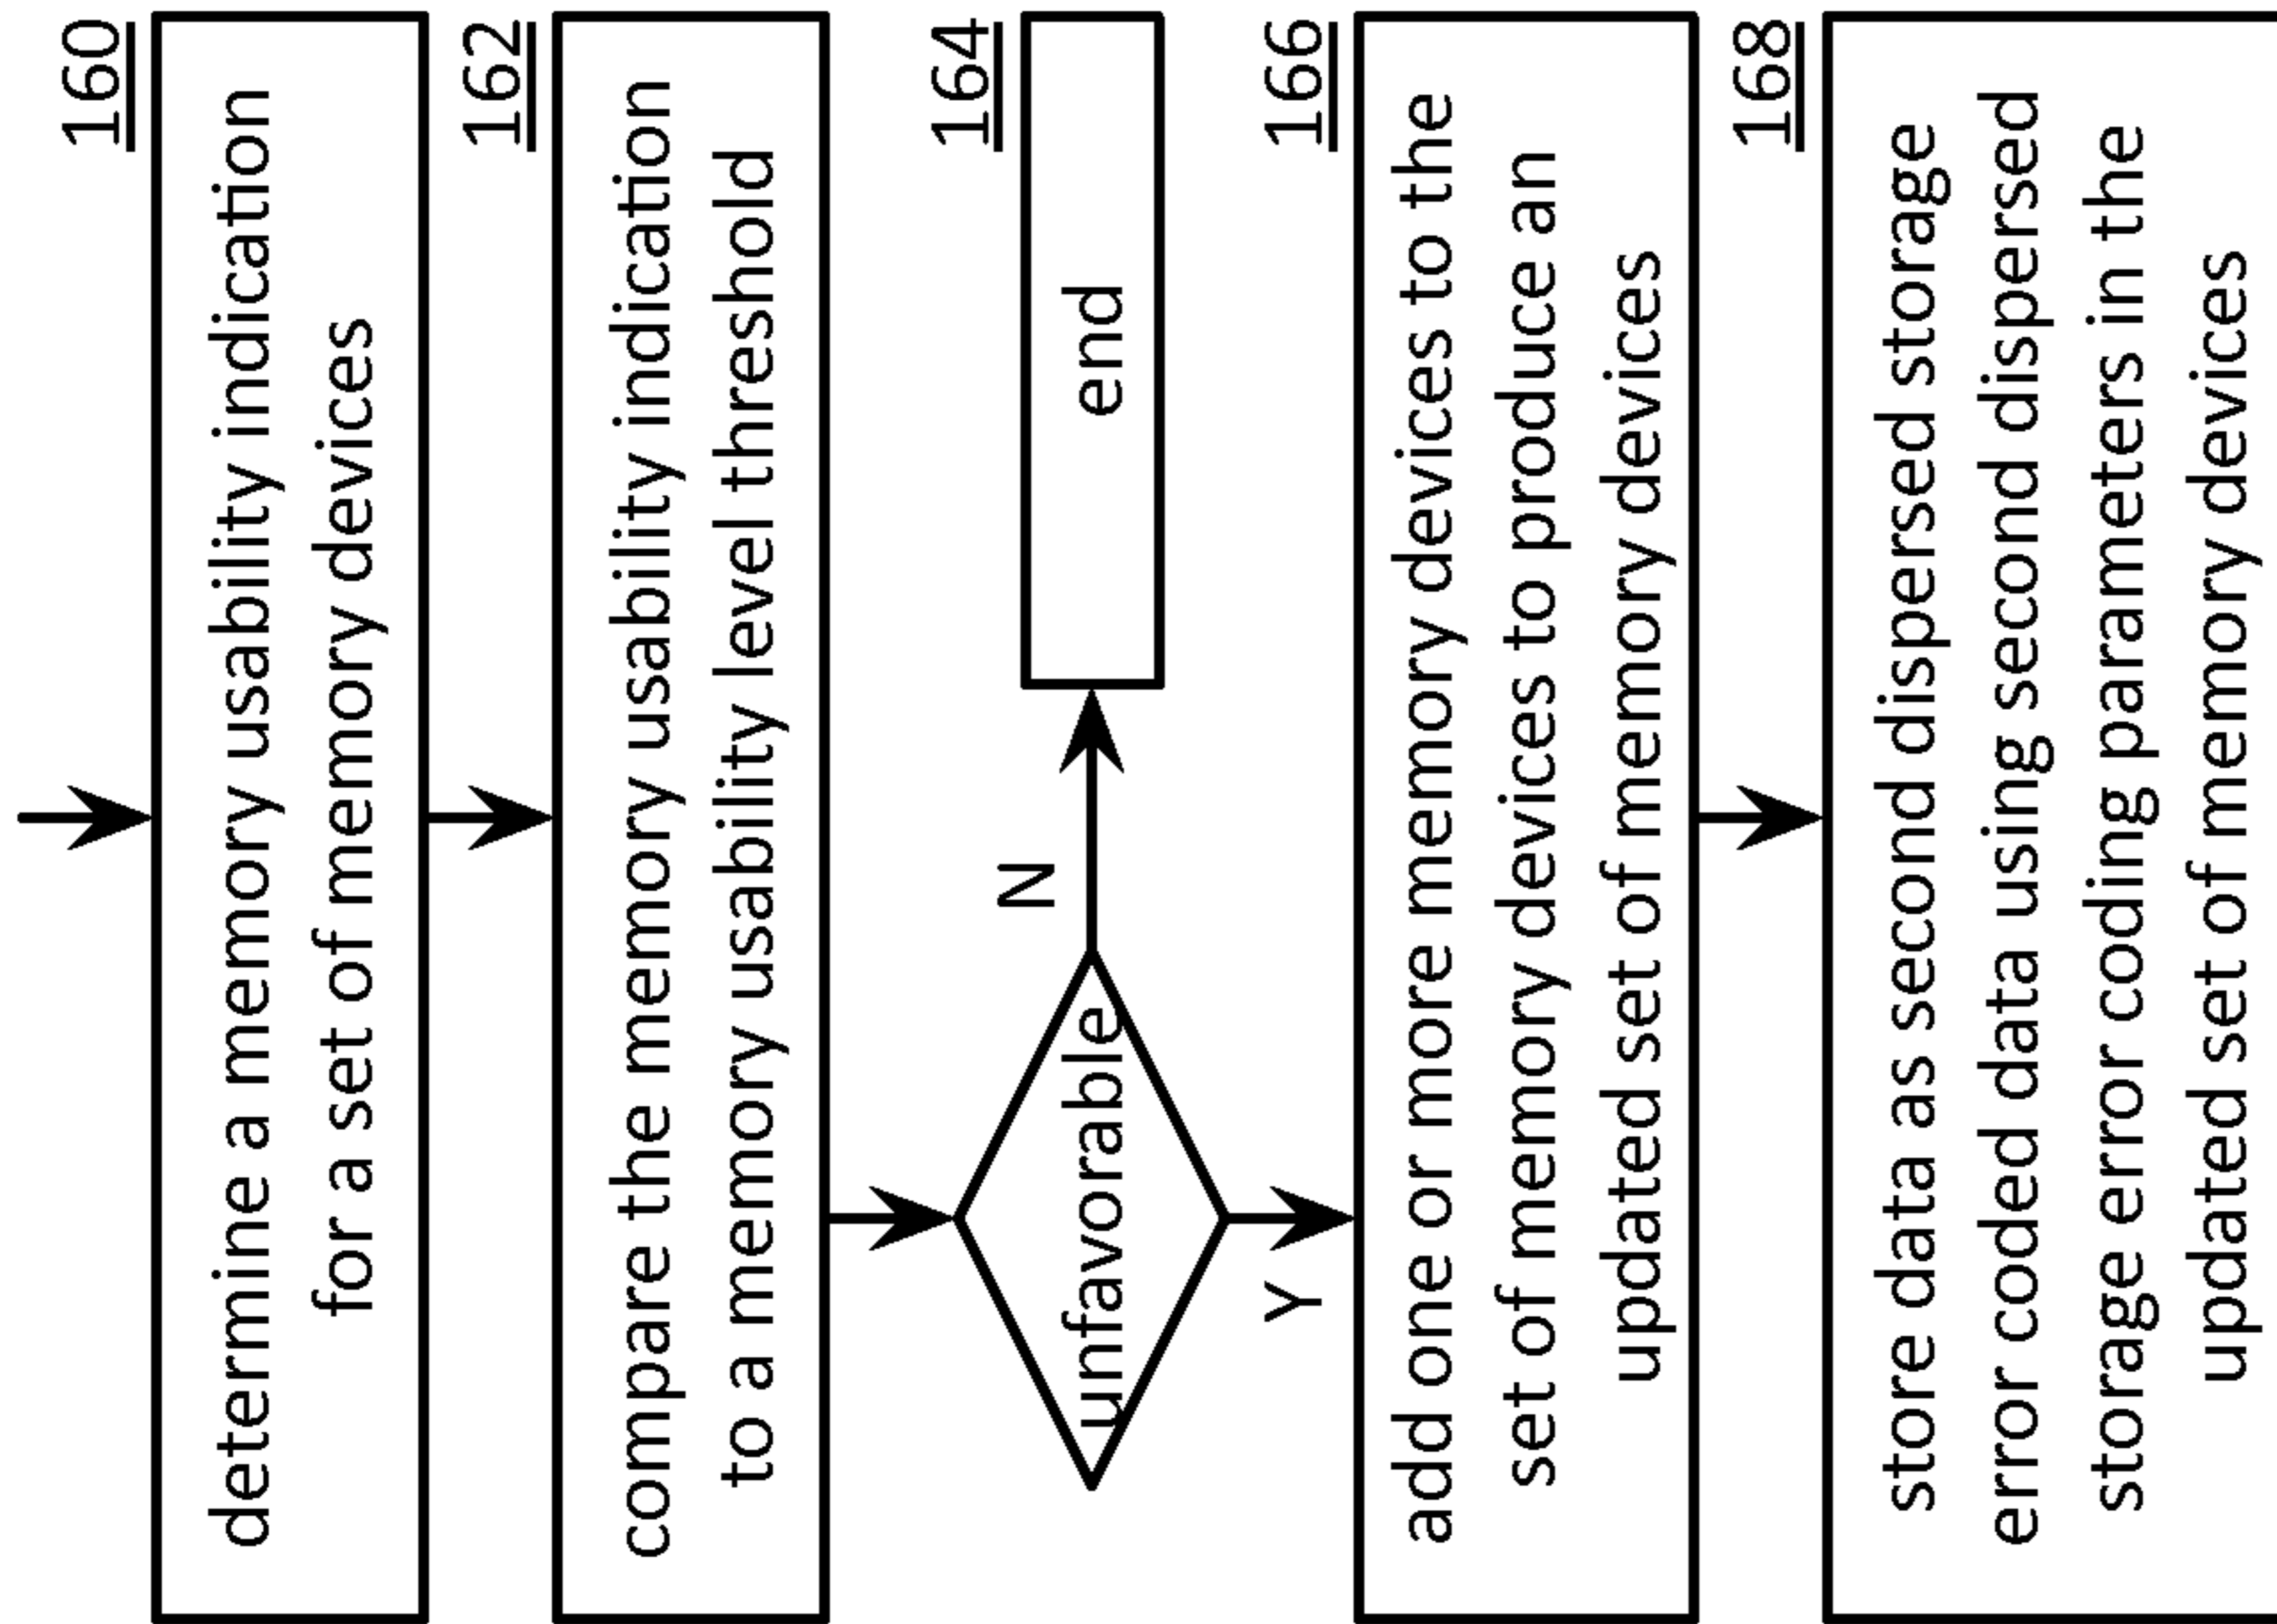 160
determine a memory usability indication
for a set of memory devices
162
compare the memory usability indication
to a memory usability level threshold
164
unfavorable
N
end
Y
166
add one or more memory devices to the
set of memory devices to produce an
updated set of memory devices
168
store data as second dispersed storage
error coded data using second dispersed
storage error coding parameters in the
updated set of memory devices